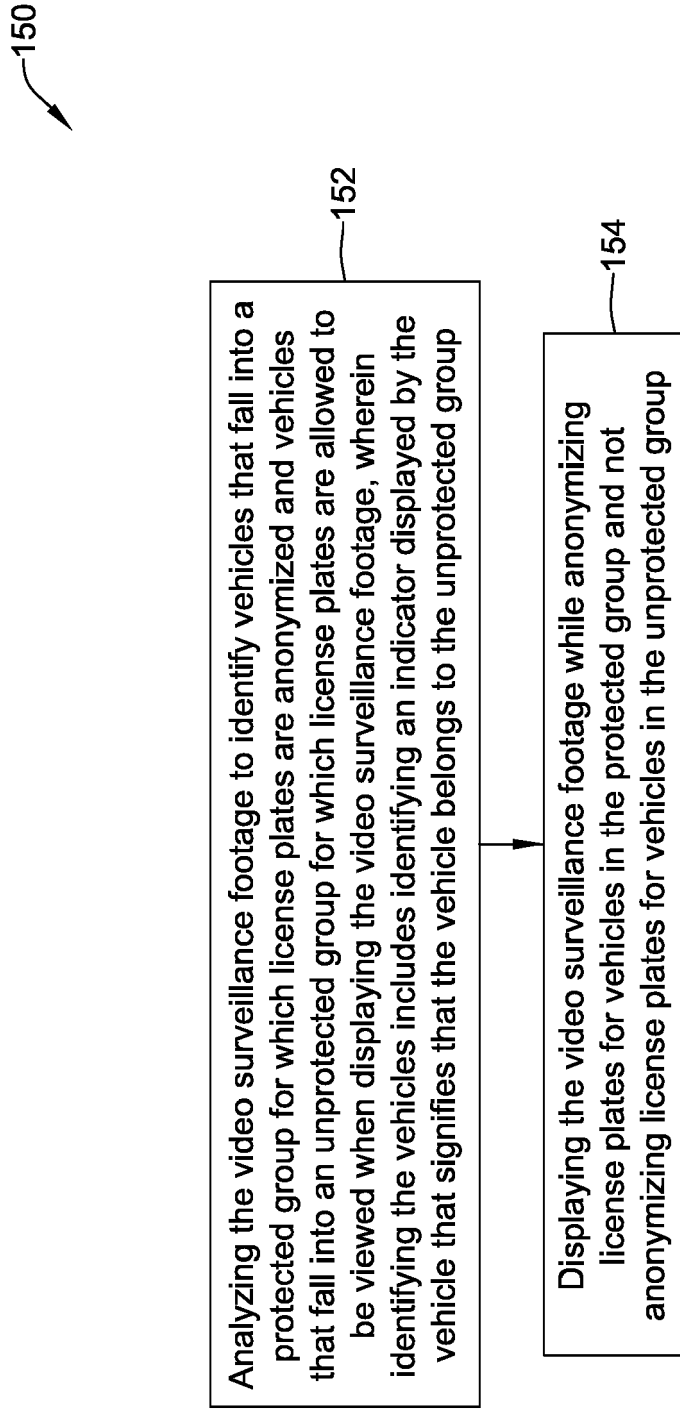 150
Analyzing the video surveillance footage to identify vehicles that fall into a
protected group for which license plates are anonymized and vehicles
that fall into an unprotected group for which license plates are allowed to
be viewed when displaying the video surveillance footage, wherein
identifying the vehicles includes identifying an indicator displayed by the
vehicle that signifies that the vehicle belongs to the unprotected group
152
Displaying the video surveillance footage while anonymizing
license plates for vehicles in the protected group and not
anonymizing license plates for vehicles in the unprotected group
154